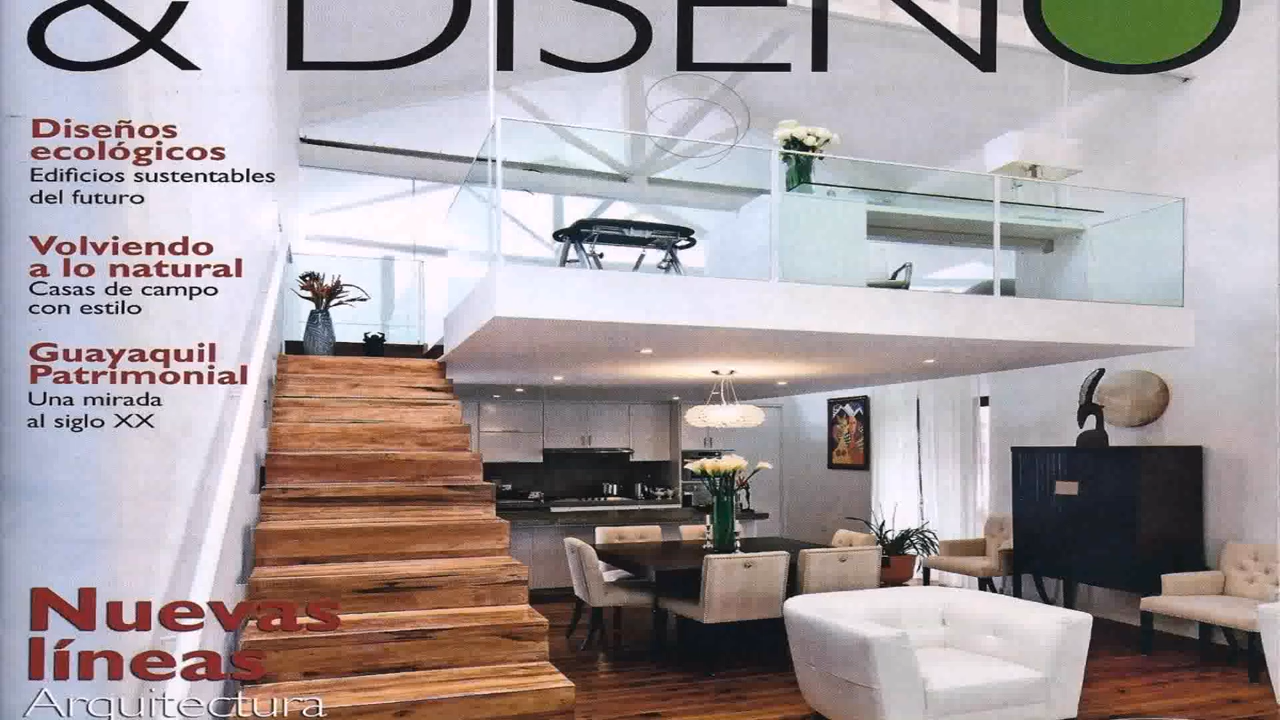 & DISEÑO
Diseños
ecológicos
Edificios sustentables
del futuro
Volviendo
a lo natural
Casas de campo
con estilo
Guayaquil
Patrimonial
Una mirada
al siglo XX
Nuevas
líneas
Arquitectura